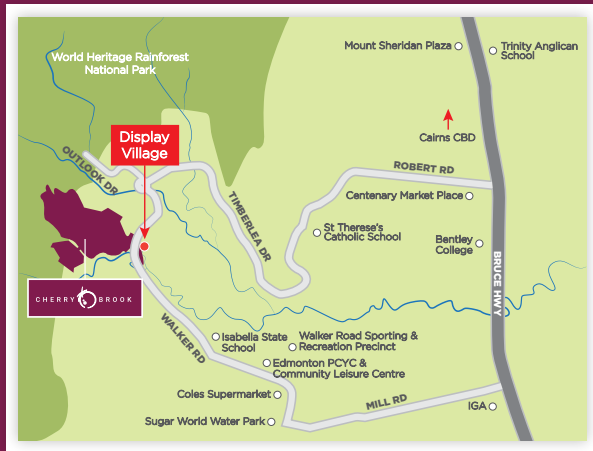 World Heritage Rainforest
National Park
Mount Sheridan Plaza
Trinity Anglican
School
Cairns CBD
Display
Village
OUTLOOK DR
ROBERT RD
TIMBERLEA DR
Centenary Market Place
St Therese's
Catholic School
Bentley
College
BRUCE HWY
CHERRY BROOK
WALKER RD
Isabella State
School
Walker Road Sporting &
Recreation Precinct
Edmonton PCYC &
Community Leisure Centre
Coles Supermarket
MILL RD
IGA
Sugar World Water Park